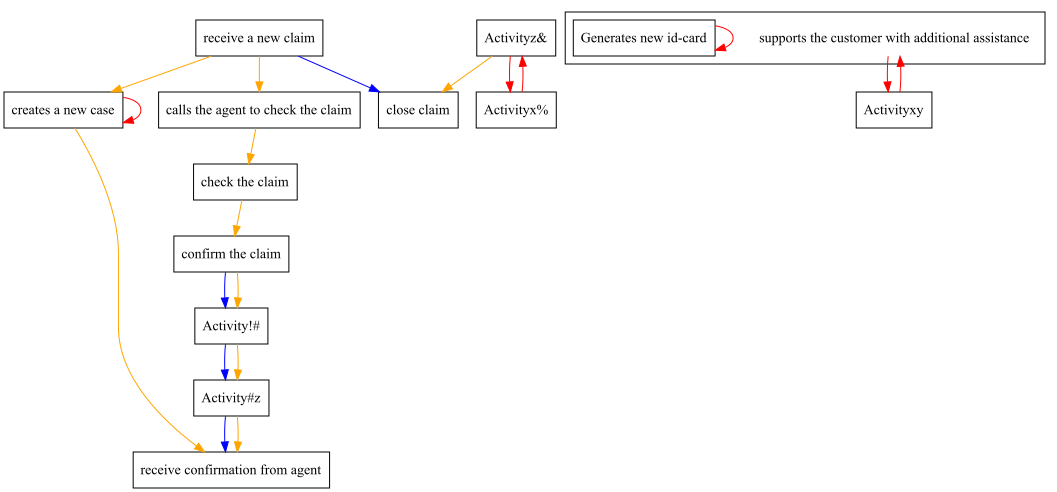 receive a new claim
Activityz&
Generates new id-card
supports the customer with additional assistance
creates a new case
calls the agent to check the claim
close claim
Activityx%
Activityxy
check the claim
confirm the claim
Activity!#
Activity#z
receive confirmation from agent